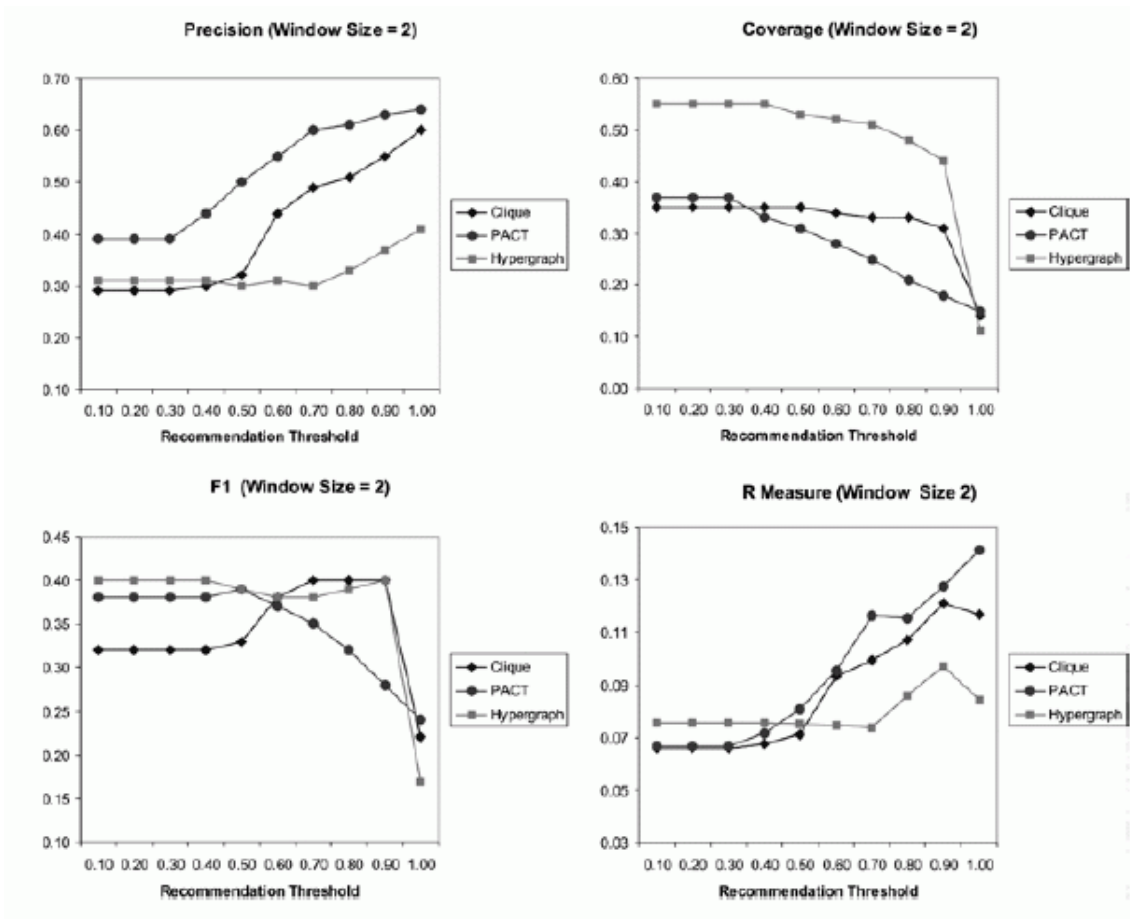 Precision (Window Size = 2)
0.70
0.60
0.50
0.40
0.30
0.20
0.10
0.10 0.20 0.30 0.40 0.50 0.60 0.70 0.80 0.90 1.00
Recommendation Threshold
Clique
PACT
Hypergraph
Coverage (Window Size = 2)
0.60
0.50
0.40
0.30
0.20
0.10
0.00
0.10 0.20 0.30 0.40 0.50 0.60 0.70 0.80 0.90 1.00
Recommendation Threshold
Clique
PACT
Hypergraph
F1 (Window Size = 2)
0.45
0.40
0.35
0.30
0.25
0.20
0.15
0.10
0.10 0.20 0.30 0.40 0.50 0.60 0.70 0.80 0.90 1.00
Recommendation Threshold
Clique
PACT
Hypergraph
R Measure (Window Size 2)
0.15
0.13
0.11
0.09
0.07
0.05
0.03
0.10 0.20 0.30 0.40 0.50 0.60 0.70 0.80 0.90 1.00
Recommendation Threshold
Clique
PACT
Hypergraph